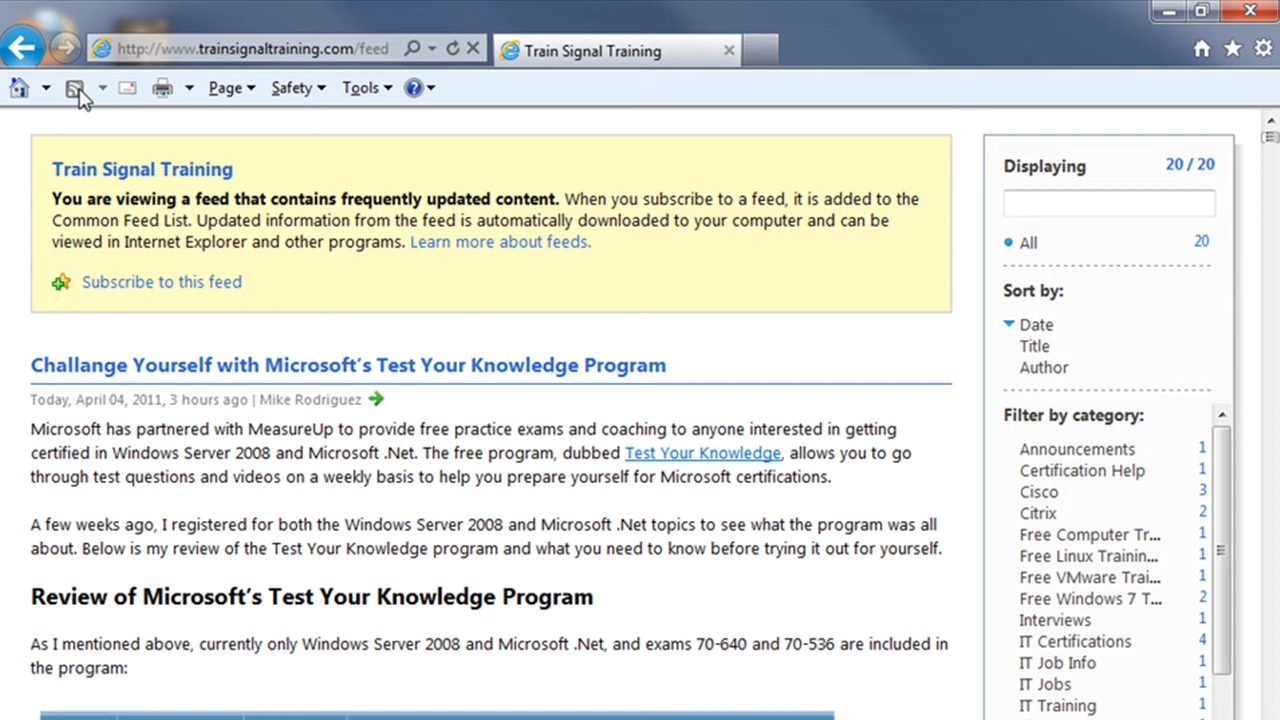 http://www.trainsignaltraining.com/feed
Train Signal Training
Page
Safety
Tools
Train Signal Training
You are viewing a feed that contains frequently updated content. When you subscribe to a feed, it is added to the
Common Feed List. Updated information from the feed is automatically downloaded to your computer and can be
viewed in Internet Explorer and other programs. Learn more about feeds.
Subscribe to this feed
Challange Yourself with Microsoft's Test Your Knowledge Program
Today, April 04, 2011, 3 hours ago | Mike Rodriguez
Microsoft has partnered with MeasureUp to provide free practice exams and coaching to anyone interested in getting
certified in Windows Server 2008 and Microsoft .Net. The free program, dubbed Test Your Knowledge, allows you to go
through test questions and videos on a weekly basis to help you prepare yourself for Microsoft certifications.
A few weeks ago, I registered for both the Windows Server 2008 and Microsoft .Net topics to see what the program was all
about. Below is my review of the Test Your Knowledge program and what you need to know before trying it out for yourself.
Review of Microsoft's Test Your Knowledge Program
As I mentioned above, currently only Windows Server 2008 and Microsoft .Net, and exams 70-640 and 70-536 are included in
the program:
Displaying 20 / 20
All 20
Sort by:
Date
Title
Author
Filter by category:
Announcements 1
Certification Help 1
Cisco 3
Citrix 2
Free Computer Tr... 1
Free Linux Trainin... 1
Free VMware Trai... 1
Free Windows 7 T... 2
Interviews 1
IT Certifications 4
IT Job Info 1
IT Jobs 1
IT Training 1